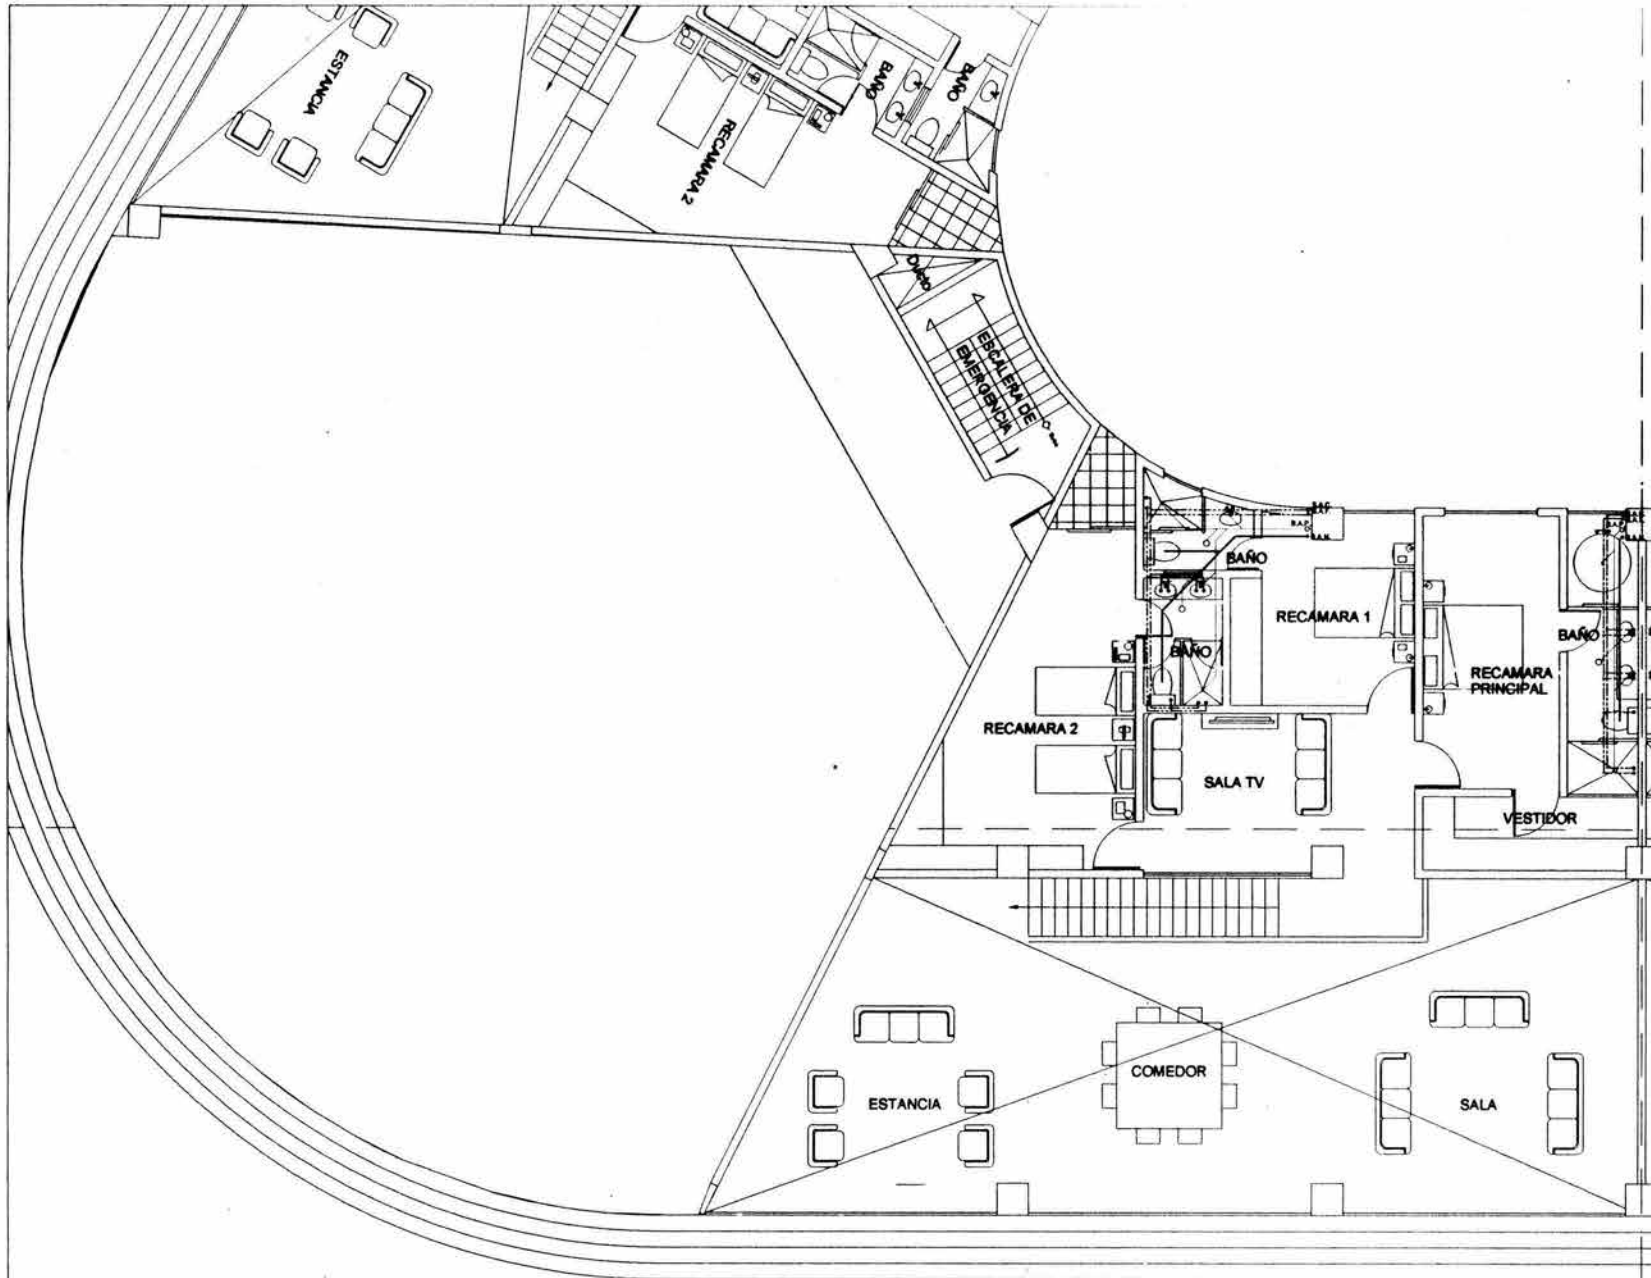 ESTANCIA
BAÑO
BAÑO
RECAMARA 2
Ducto
ESCALERA DE
EMERGENCIA
B.A.P.
B.A.N.
BAÑO
RECAMARA 1
BAÑO
BAÑO
RECAMARA
PRINCIPAL
RECAMARA 2
SALA TV
VESTIDOR
COMEDOR
ESTANCIA
SALA